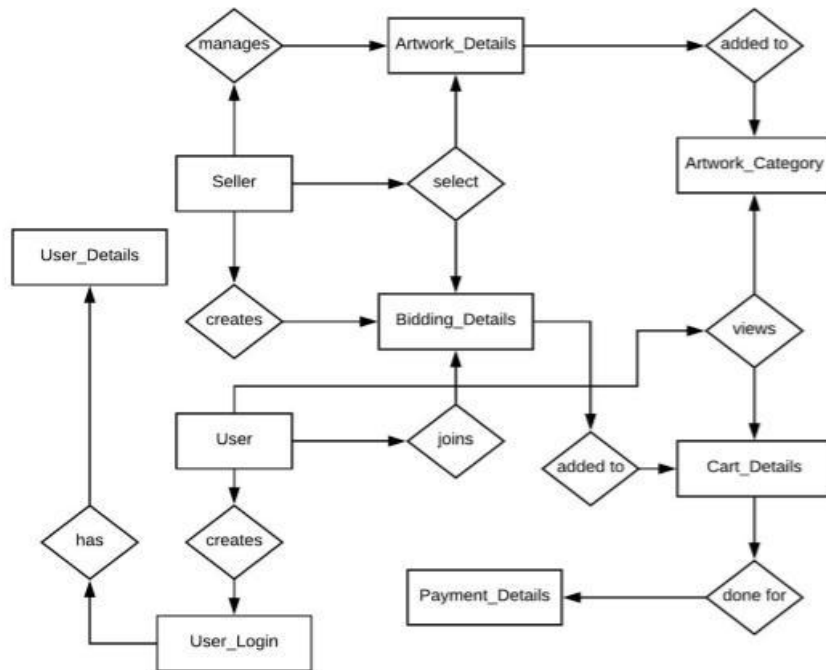 manages
Artwork_Details
added to
Artwork_Category
Seller
select
User_Details
creates
Bidding_Details
views
User
joins
added to
Cart_Details
has
creates
Payment_Details
done for
User_Login